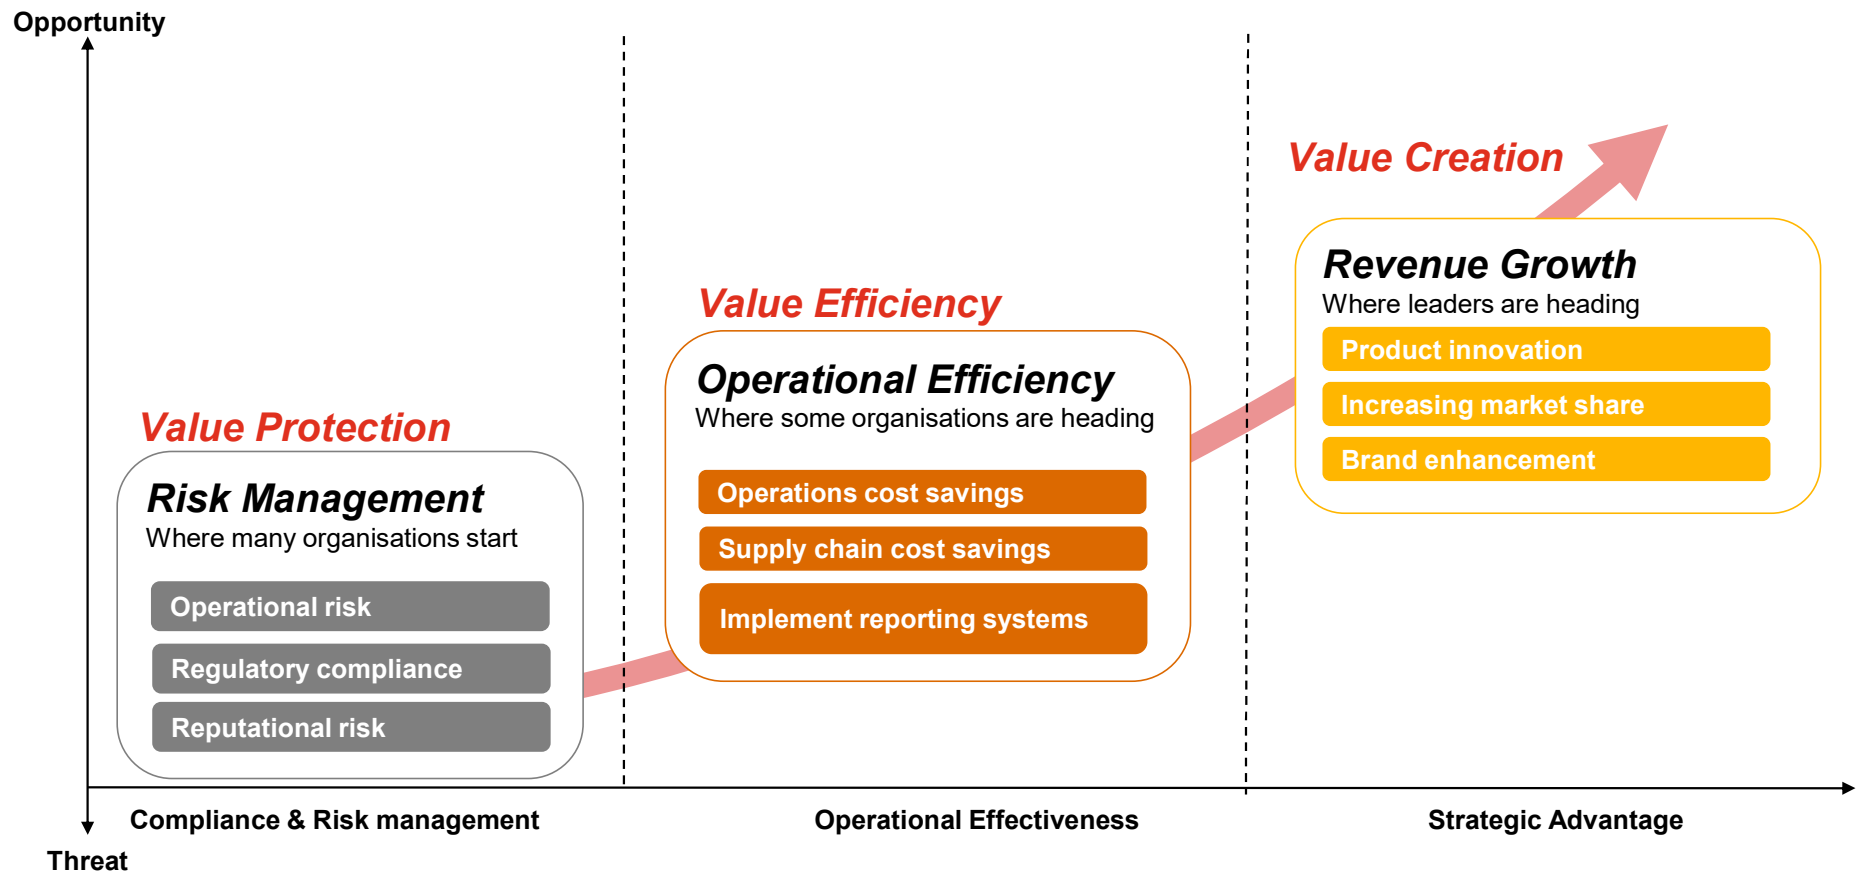 Opportunity
Value Protection
Risk Management
Where many organisations start
Operational risk
Regulatory compliance
Reputational risk
Value Efficiency
Operational Efficiency
Where some organisations are heading
Operations cost savings
Supply chain cost savings
Implement reporting systems
Value Creation
Revenue Growth
Where leaders are heading
Product innovation
Increasing market share
Brand enhancement
Compliance & Risk management
Operational Effectiveness
Strategic Advantage
Threat